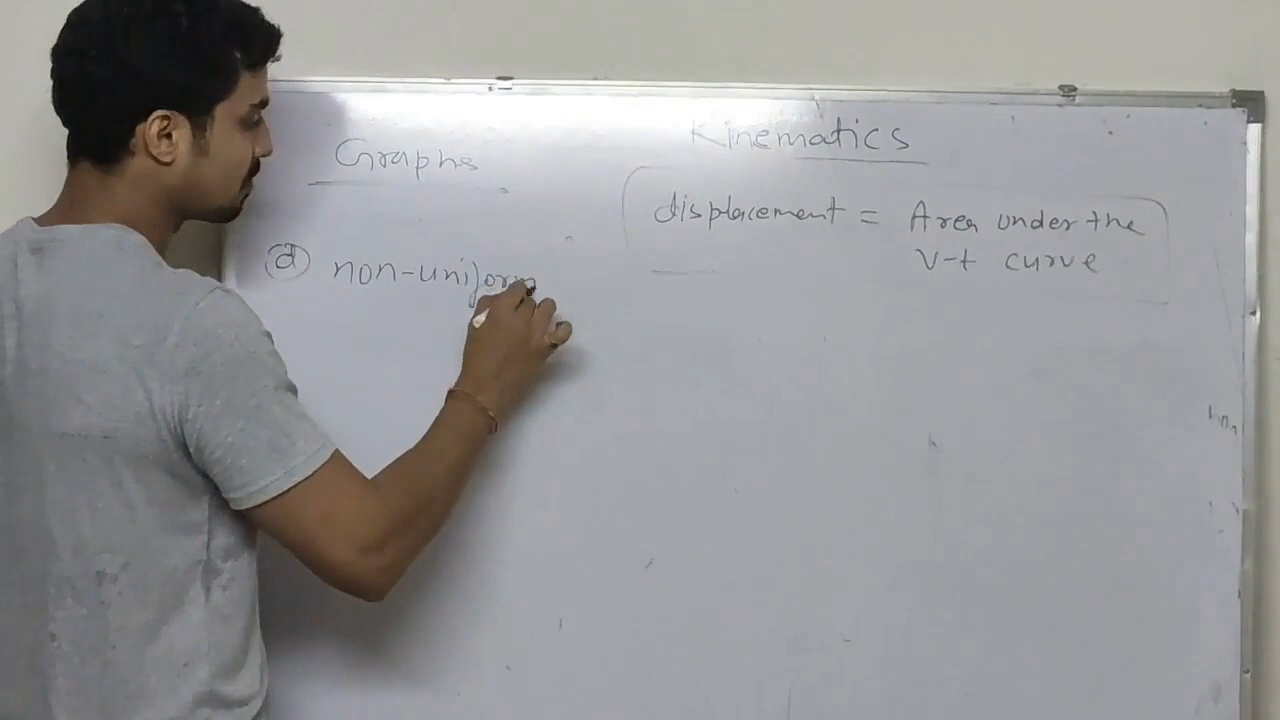 Kinematics
Graphs
displacement = Area under the
v-t curve
(d) non-uniform